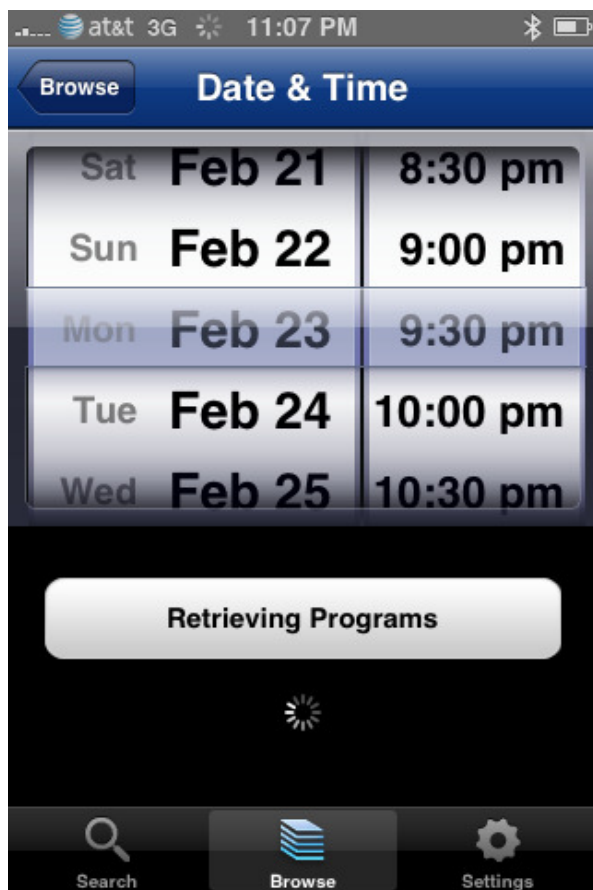 at&t 3G 11:07 PM
Browse Date & Time
Sat Feb 21 8:30 pm
Sun Feb 22 9:00 pm
Mon Feb 23 9:30 pm
Tue Feb 24 10:00 pm
Wed Feb 25 10:30 pm
Retrieving Programs
Search Browse Settings